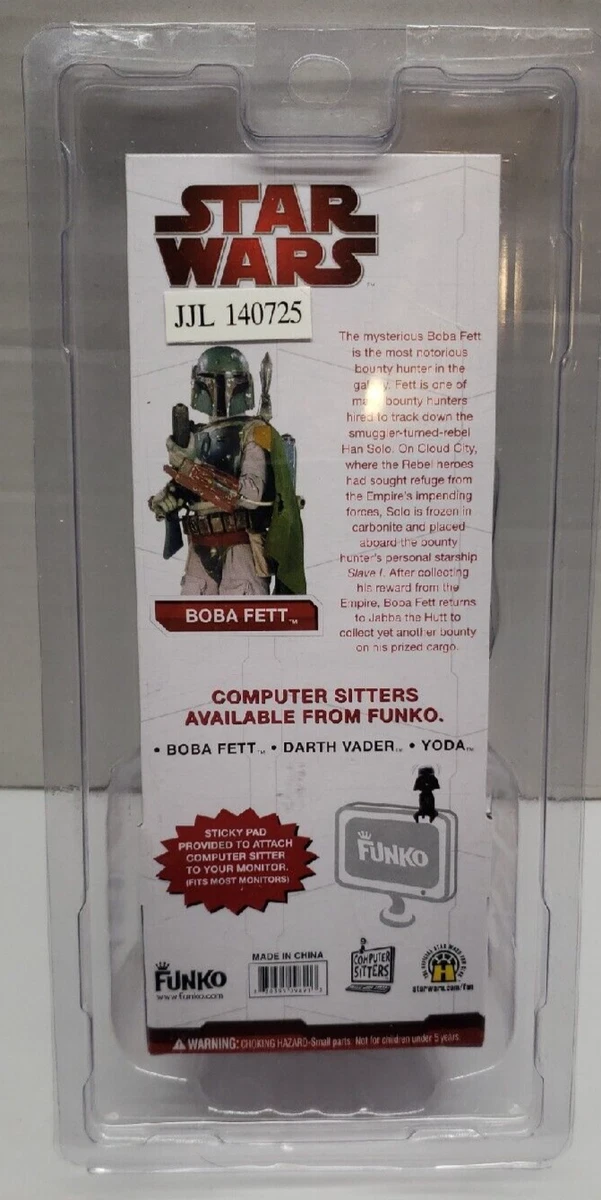 STAR
WARS
JJL 140725
The mysterious Boba Fett
is the most notorious
bounty hunter in the
galaxy. Fett is one of
many bounty hunters
hired to track down the
smuggler-turned-rebel
Han Solo. On Cloud City,
where the Rebel heroes
had sought refuge from
the Empire's impending
forces, Solo is frozen in
carbonite and placed
aboard the bounty
hunter's personal starship
Slave I. After collecting
his reward from the
Empire, Boba Fett returns
to Jabba the Hutt to
collect yet another bounty
on his prized cargo.
BOBA FETT™
COMPUTER SITTERS
AVAILABLE FROM FUNKO.
• BOBA FETT™ • DARTH VADER™ • YODA™
FUNKO
STICKY PAD
PROVIDED TO ATTACH
COMPUTER SITTER
TO YOUR MONITOR.
(FITS MOST MONITORS)
FUNKO
www.funko.com
MADE IN CHINA
COMPUTER
SITTERS
starwars.com/fan
WARNING: CHOKING HAZARD-Small parts. Not for children under 5 years.